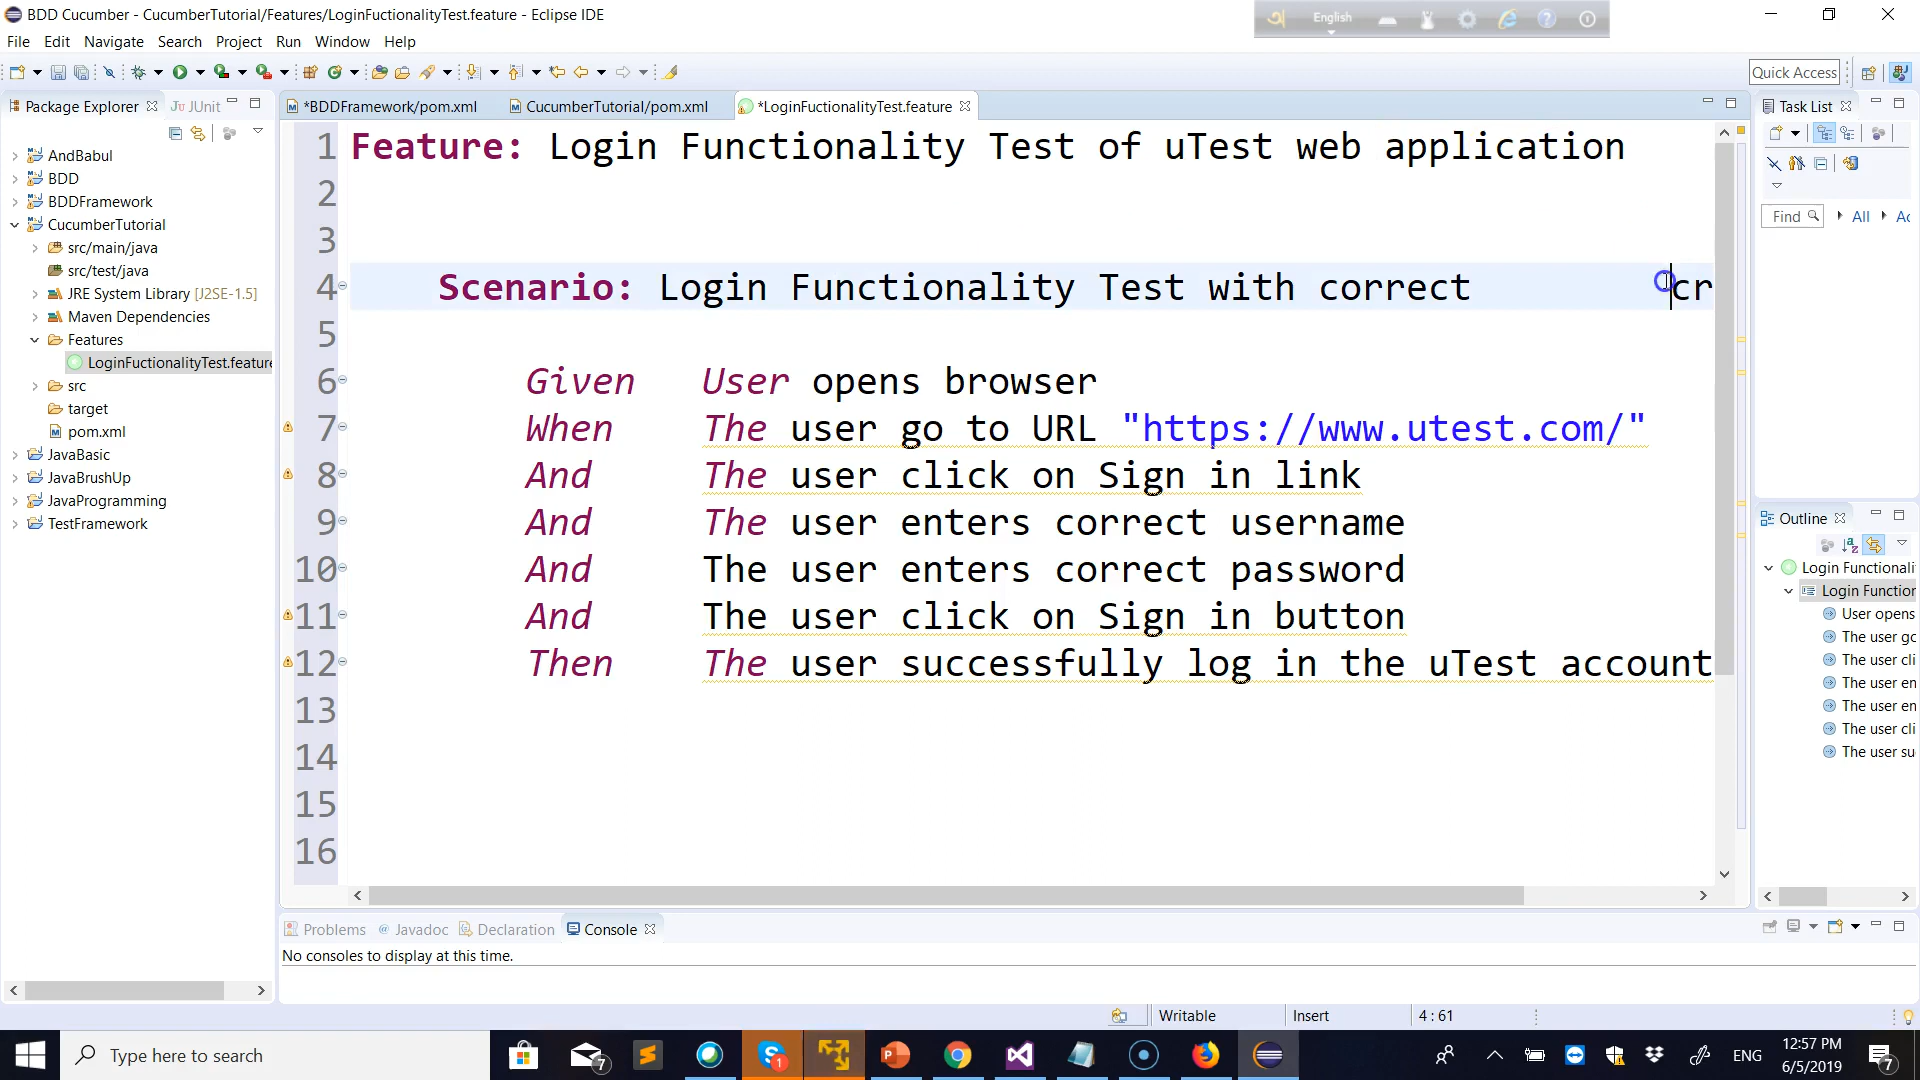 BDD Cucumber - CucumberTutorial/Features/LoginFuctionalityTest.feature - Eclipse IDE
English
File Edit Navigate Search Project Run Window Help
Quick Access
Package Explorer JUnit
*BDDFramework/pom.xml CucumberTutorial/pom.xml *LoginFuctionalityTest.feature
Task List
AndBabul
BDD
BDDFramework
CucumberTutorial
src/main/java
src/test/java
JRE System Library [J2SE-1.5]
Maven Dependencies
Features
LoginFuctionalityTest.feature
src
target
pom.xml
JavaBasic
JavaBrushUp
JavaProgramming
TestFramework
1 Feature: Login Functionality Test of uTest web application
2
3
4 Scenario: Login Functionality Test with correct cr
5
6 Given User opens browser
7 When The user go to URL "https://www.utest.com/"
8 And The user click on Sign in link
9 And The user enters correct username
10 And The user enters correct password
11 And The user click on Sign in button
12 Then The user successfully log in the uTest account
13
14
15
16
Find All Ac
Outline
Login Functionali
Login Function
User opens
The user go
The user cli
The user en
The user en
The user cli
The user su
Problems Javadoc Declaration Console
No consoles to display at this time.
Writable Insert 4 : 61
Type here to search
7
1
ENG
12:57 PM
6/5/2019
7